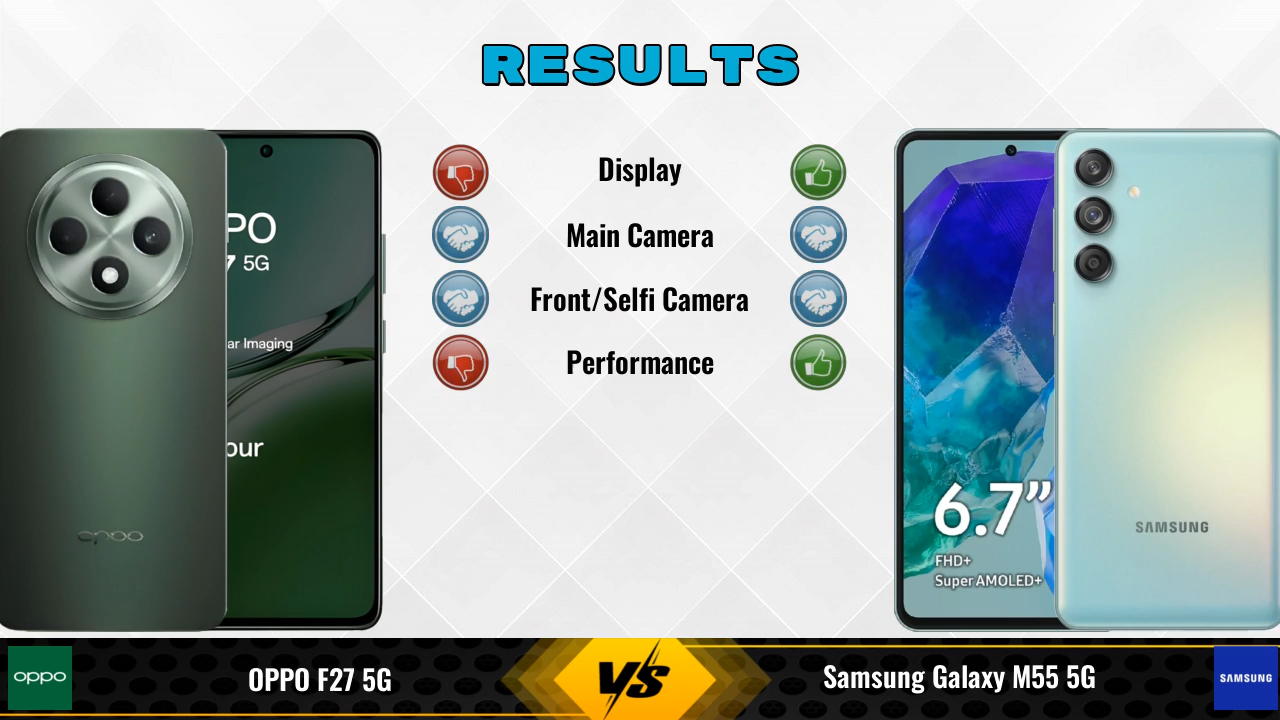 RESULTS
Display
Main Camera
Front/Selfi Camera
Performance
PO
7 5G
ar Imaging
our
oppo
6.7”
FHD+
Super AMOLED+
SAMSUNG
oppo
OPPO F27 5G
VS
Samsung Galaxy M55 5G
SAMSUNG